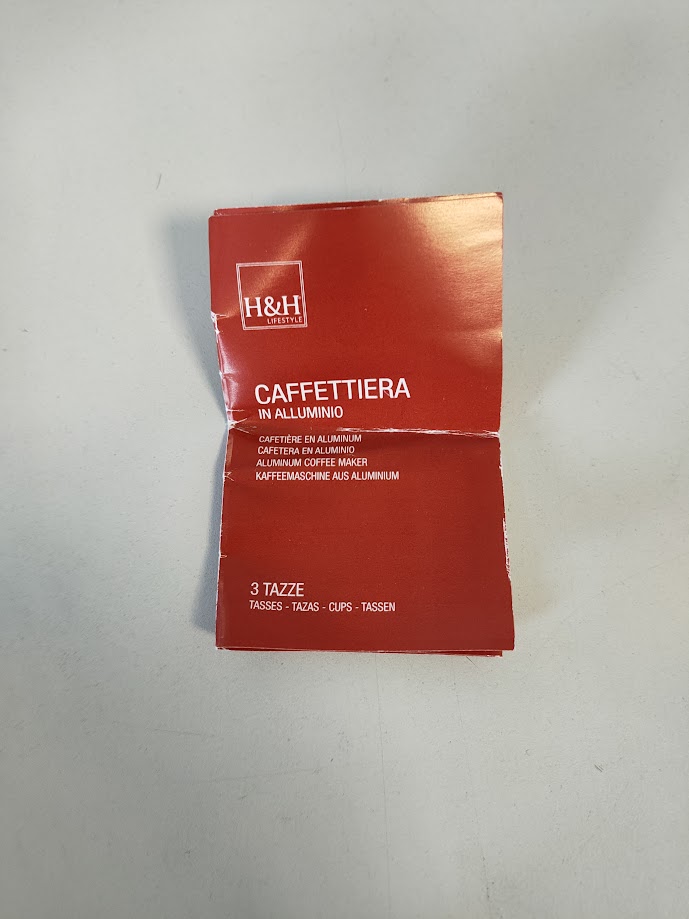 H&H
LIFESTYLE
CAFFETTIERA
IN ALLUMINIO
CAFETIÈRE EN ALUMINUM
CAFETERA EN ALUMINIO
ALUMINUM COFFEE MAKER
KAFFEEMASCHINE AUS ALUMINIUM
3 TAZZE
TASSES - TAZAS - CUPS - TASSEN